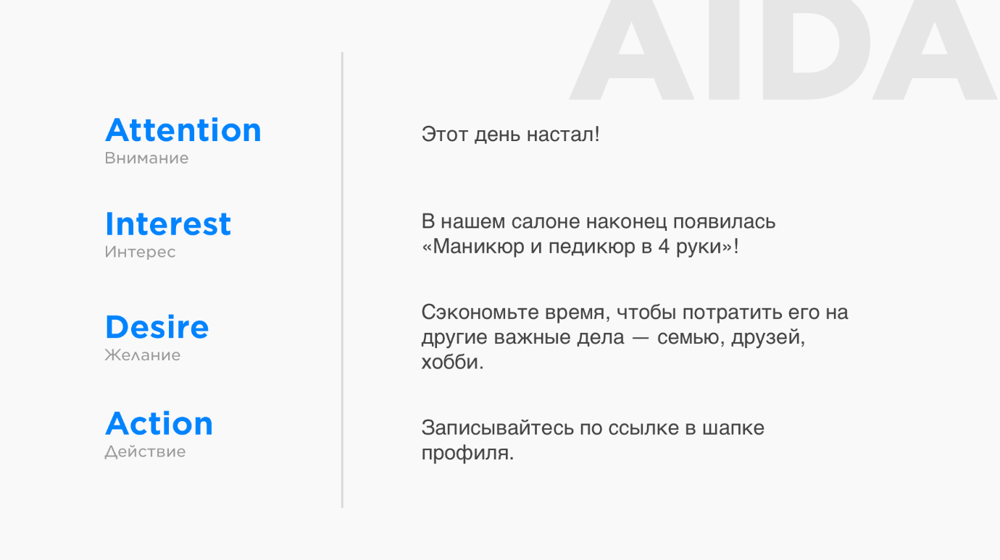 AIDA
Attention
Внимание
Этот день настал!
Interest
Интерес
В нашем салоне наконец появилась
«Маникюр и педикюр в 4 руки»!
Desire
Желание
Сэкономьте время, чтобы потратить его на
другие важные дела — семью, друзей,
хобби.
Action
Действие
Записывайтесь по ссылке в шапке
профиля.